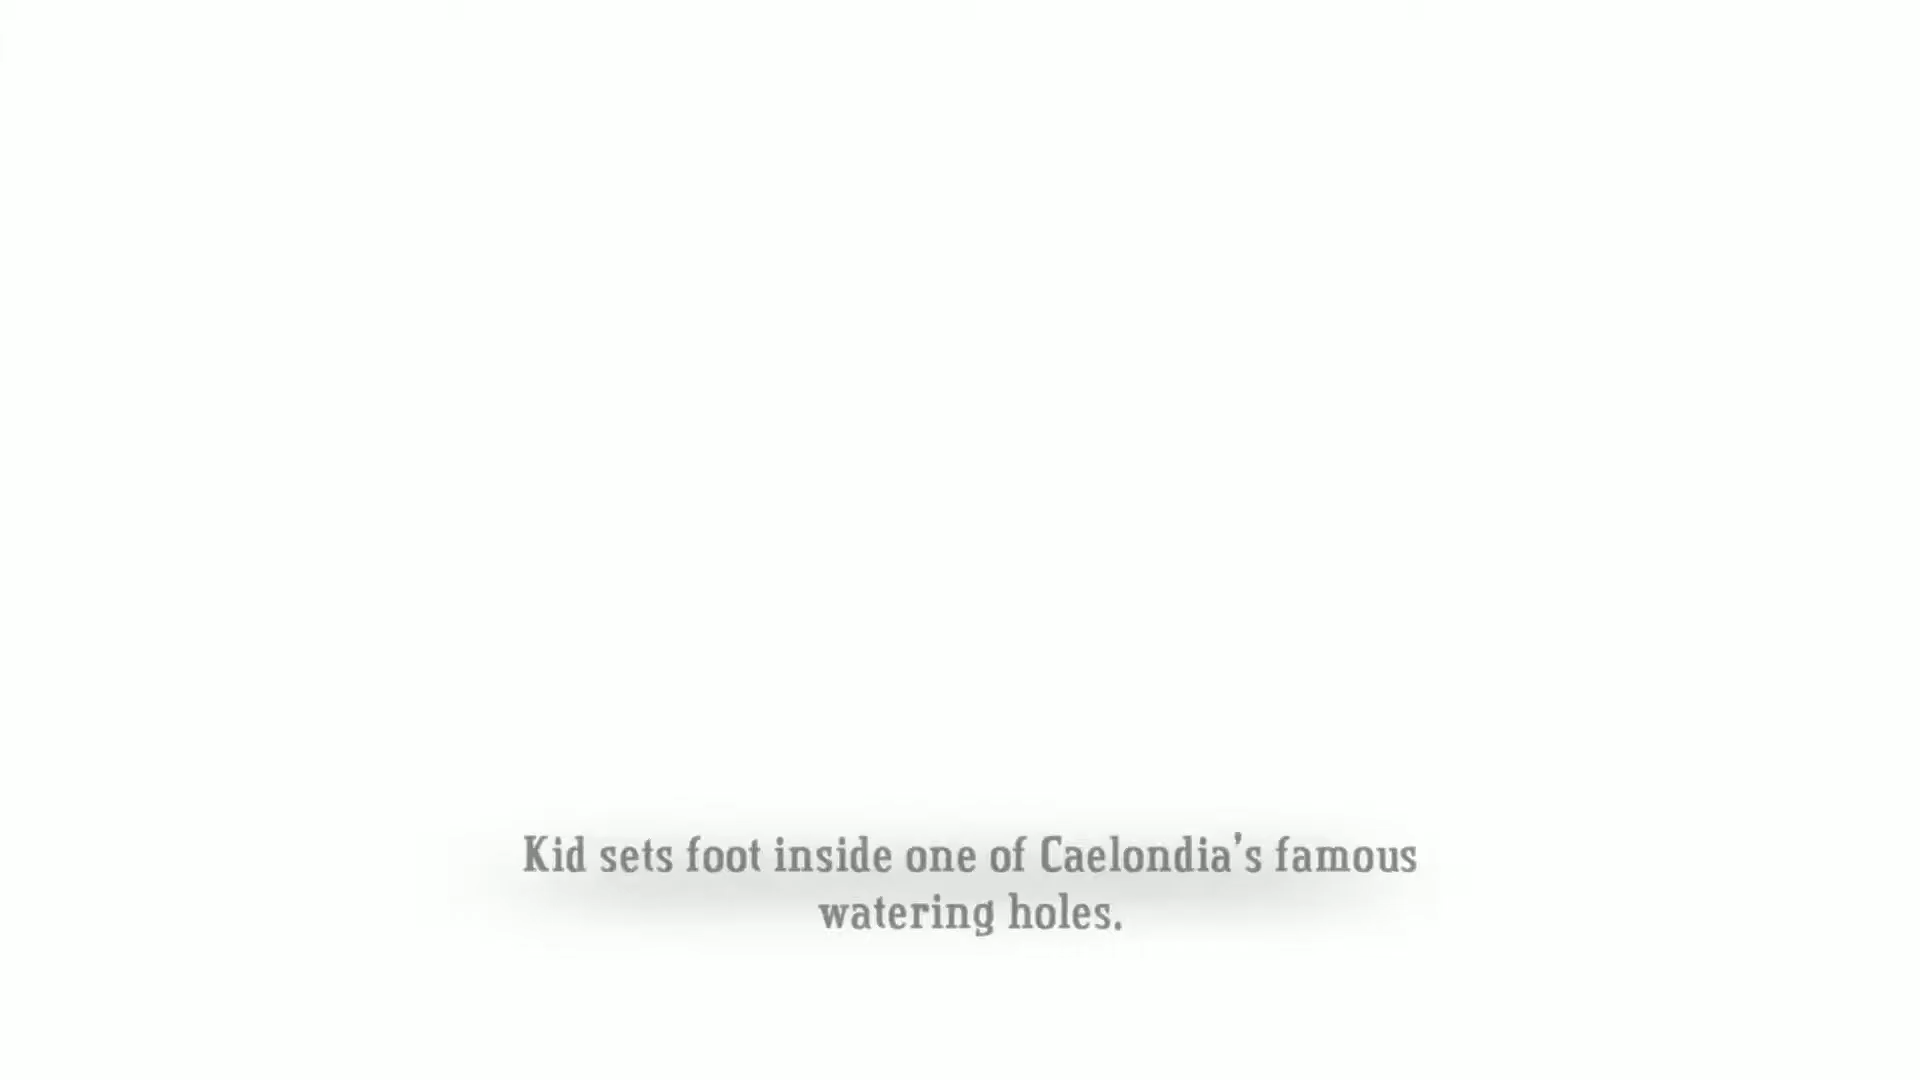 Kid sets foot inside one of Caelondia's famous
watering holes.